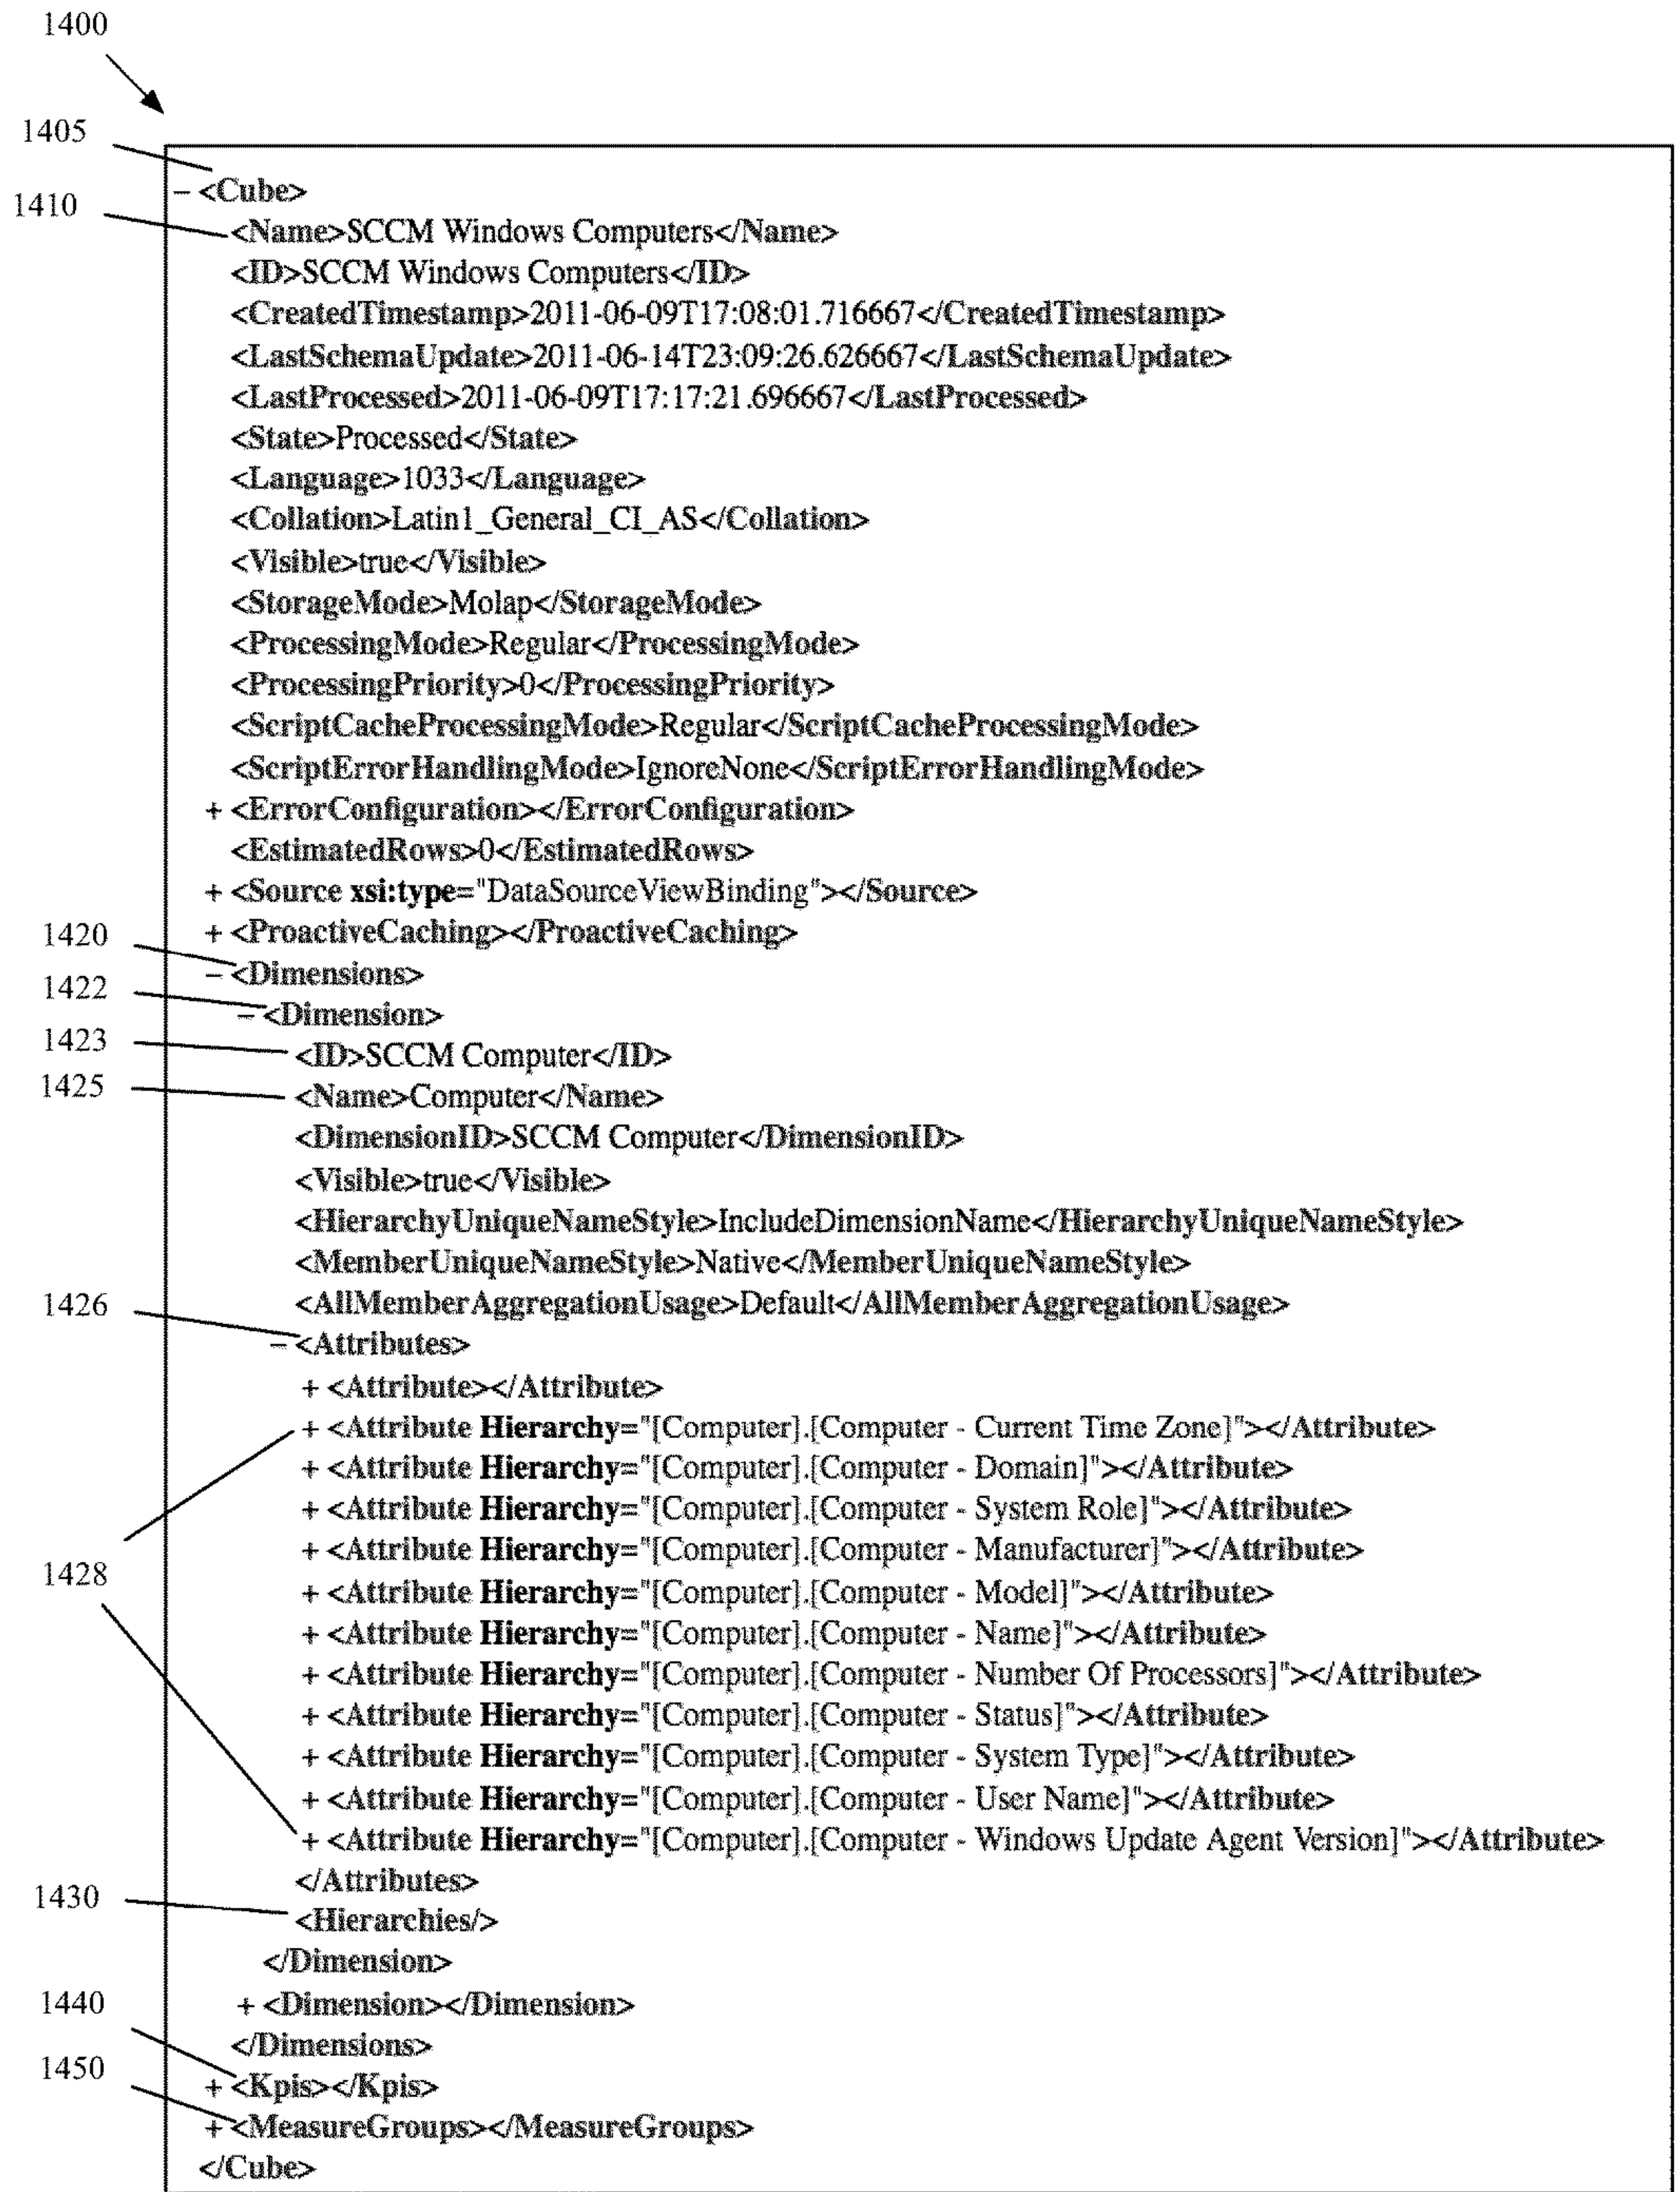 1400
1405
- <Cube>
1410
<Name>SCCM Windows Computers</Name>
<ID>SCCM Windows Computers</ID>
<CreatedTimestamp>2011-06-09T17:08:01.716667</CreatedTimestamp>
<LastSchemaUpdate>2011-06-14T23:09:26.626667</LastSchemaUpdate>
<LastProcessed>2011-06-09T17:17:21.696667</LastProcessed>
<State>Processed</State>
<Language>1033</Language>
<Collation>Latin1_General_CI_AS</Collation>
<Visible>true</Visible>
<StorageMode>Molap</StorageMode>
<ProcessingMode>Regular</ProcessingMode>
<ProcessingPriority>0</ProcessingPriority>
<ScriptCacheProcessingMode>Regular</ScriptCacheProcessingMode>
<ScriptErrorHandlingMode>IgnoreNone</ScriptErrorHandlingMode>
+ <ErrorConfiguration></ErrorConfiguration>
<EstimatedRows>0</EstimatedRows>
+ <Source xsi:type="DataSourceViewBinding"></Source>
+ <ProactiveCaching></ProactiveCaching>
1420
- <Dimensions>
1422
- <Dimension>
1423
<ID>SCCM Computer</ID>
1425
<Name>Computer</Name>
<DimensionID>SCCM Computer</DimensionID>
<Visible>true</Visible>
<HierarchyUniqueNameStyle>IncludeDimensionName</HierarchyUniqueNameStyle>
<MemberUniqueNameStyle>Native</MemberUniqueNameStyle>
1426
<AllMemberAggregationUsage>Default</AllMemberAggregationUsage>
- <Attributes>
+ <Attribute></Attribute>
+ <Attribute Hierarchy="[Computer].[Computer - Current Time Zone]"></Attribute>
+ <Attribute Hierarchy="[Computer].[Computer - Domain]"></Attribute>
+ <Attribute Hierarchy="[Computer].[Computer - System Role]"></Attribute>
+ <Attribute Hierarchy="[Computer].[Computer - Manufacturer]"></Attribute>
1428
+ <Attribute Hierarchy="[Computer].[Computer - Model]"></Attribute>
+ <Attribute Hierarchy="[Computer].[Computer - Name]"></Attribute>
+ <Attribute Hierarchy="[Computer].[Computer - Number Of Processors]"></Attribute>
+ <Attribute Hierarchy="[Computer].[Computer - Status]"></Attribute>
+ <Attribute Hierarchy="[Computer].[Computer - System Type]"></Attribute>
+ <Attribute Hierarchy="[Computer].[Computer - User Name]"></Attribute>
+ <Attribute Hierarchy="[Computer].[Computer - Windows Update Agent Version]"></Attribute>
</Attributes>
1430
<Hierarchies/>
</Dimension>
1440
+ <Dimension></Dimension>
</Dimensions>
1450
+ <Kpis></Kpis>
+ <MeasureGroups></MeasureGroups>
</Cube>